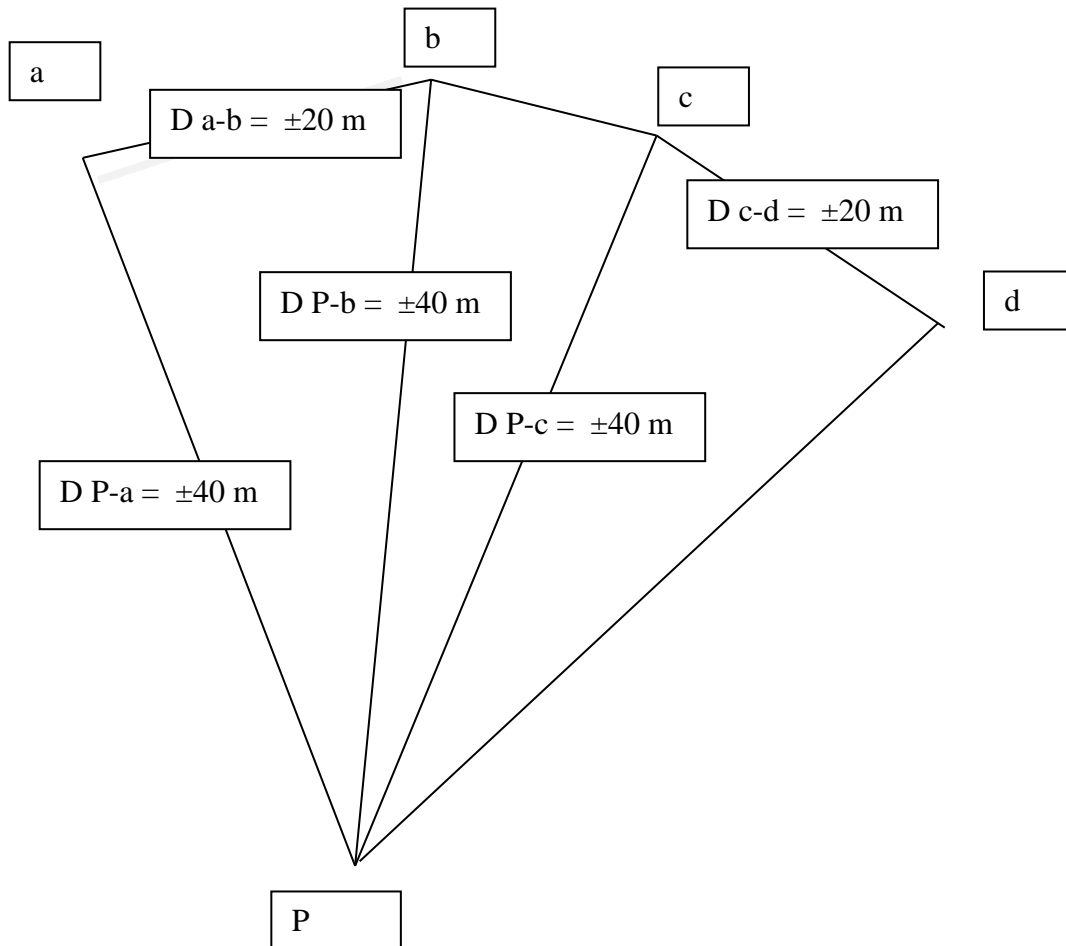 b
a
c
D a-b = ±20 m
D c-d = ±20 m
D P-b = ±40 m
d
D P-c = ±40 m
D P-a = ±40 m
P